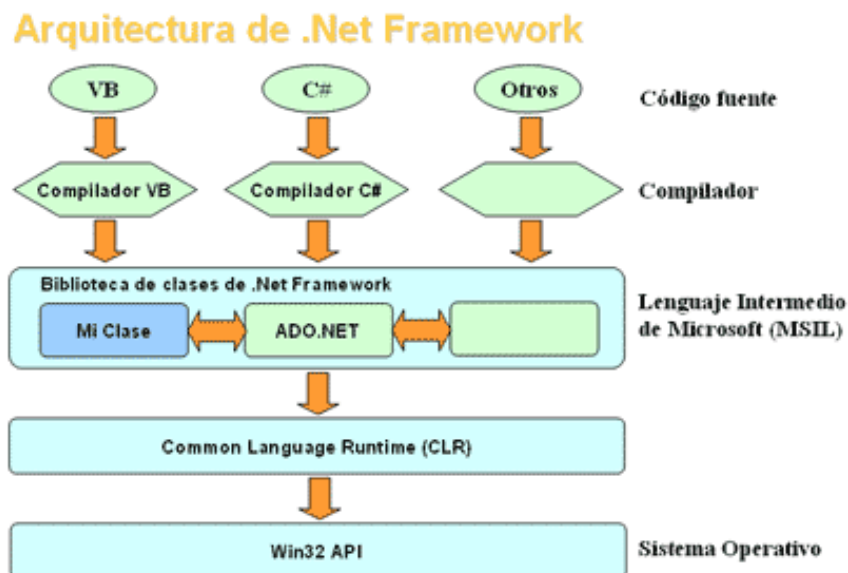 Arquitectura de .Net Framework
VB
C#
Otros
Código fuente
Compilador VB
Compilador C#
Compilador
Biblioteca de clases de .Net Framework
Mi Clase
ADO.NET
Lenguaje Intermedio
de Microsoft (MSIL)
Common Language Runtime (CLR)
Win32 API
Sistema Operativo